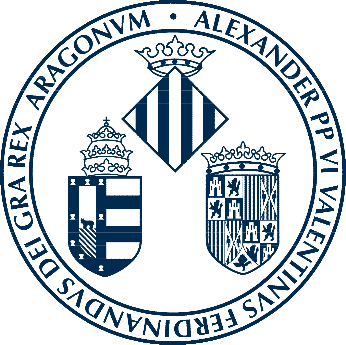 ALEXANDER PP VI VALENTINVS FERDINANDVS DEI GRA REX ARAGONVM